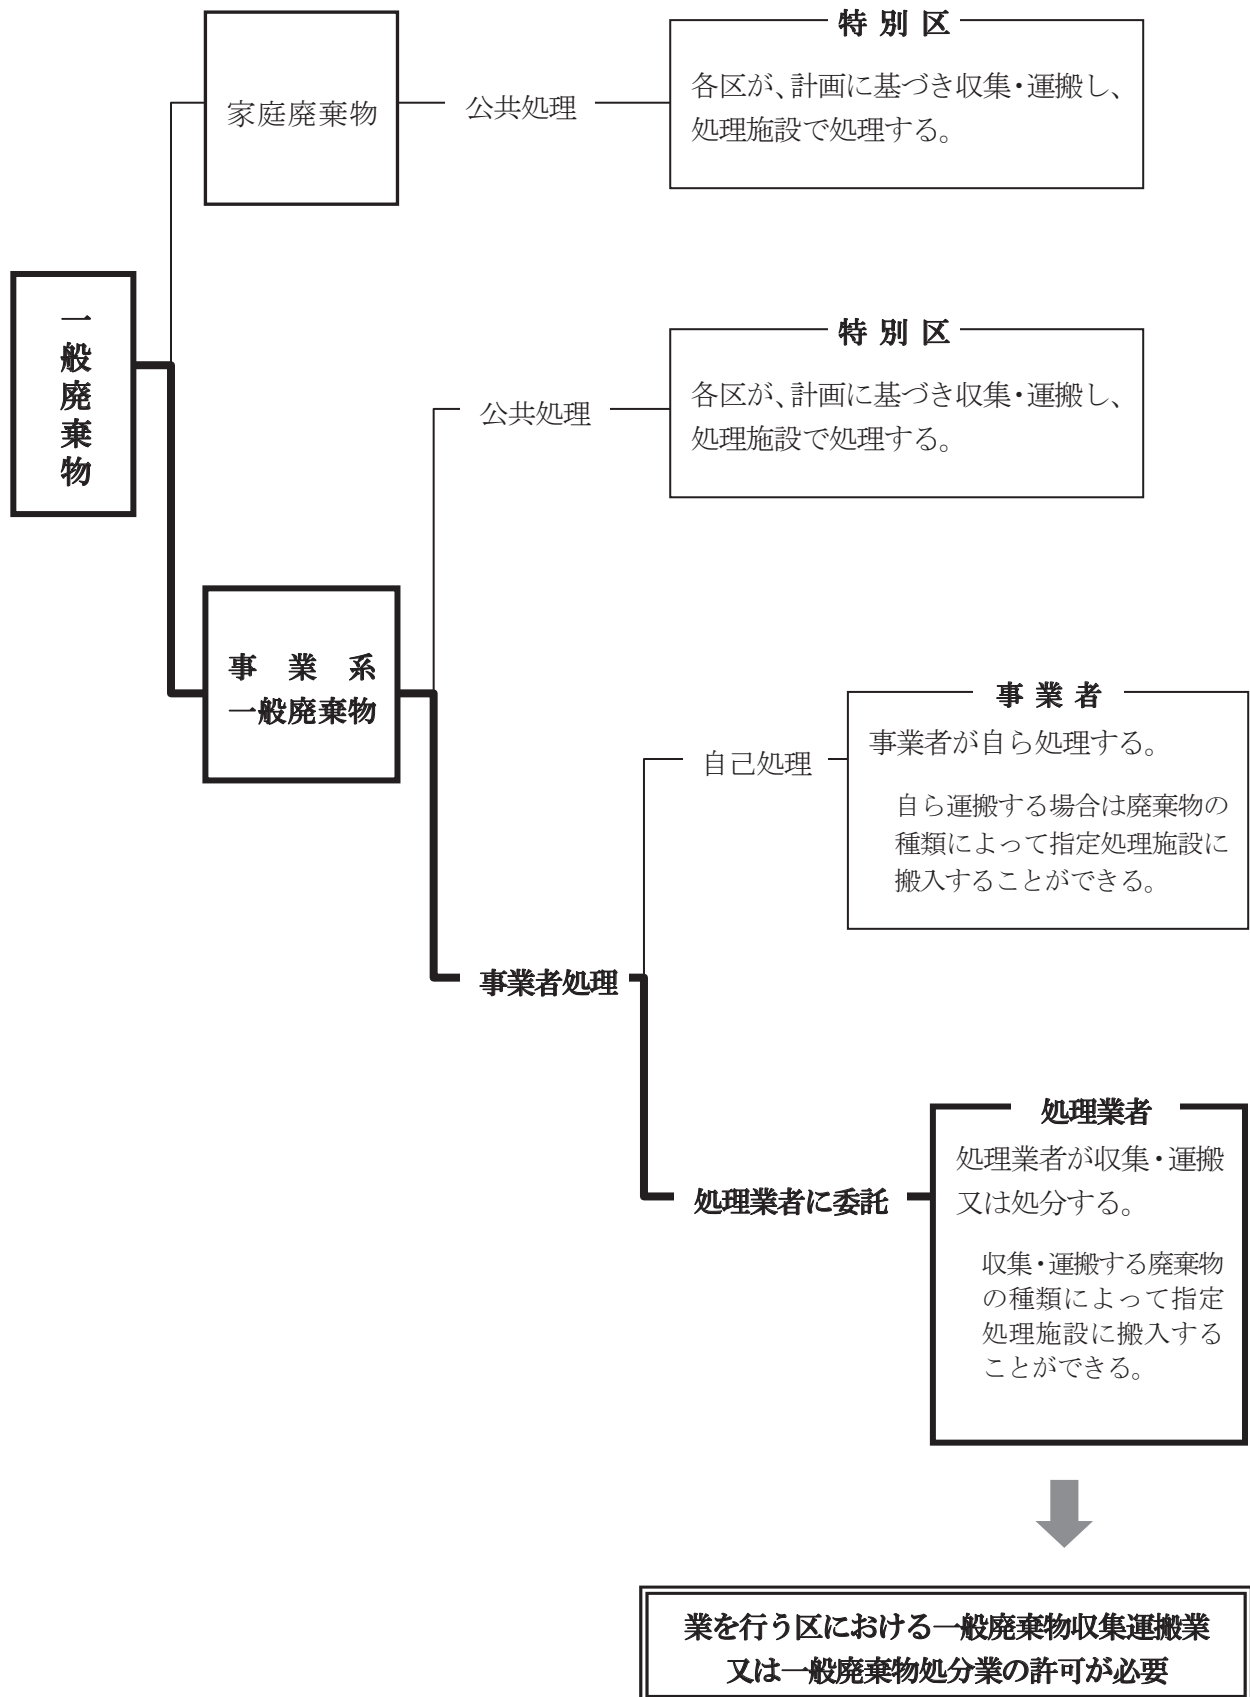 一般廃棄物
家庭廃棄物
公共処理
特別区
各区が、計画に基づき収集・運搬し、
処理施設で処理する。
事業系
一般廃棄物
公共処理
特別区
各区が、計画に基づき収集・運搬し、
処理施設で処理する。
事業者処理
自己処理
事業者
事業者が自ら処理する。
自ら運搬する場合は廃棄物の
種類によって指定処理施設に
搬入することができる。
処理業者に委託
処理業者
処理業者が収集・運搬
又は処分する。
収集・運搬する廃棄物
の種類によって指定
処理施設に搬入する
ことができる。
業を行う区における一般廃棄物収集運搬業
又は一般廃棄物処分業の許可が必要